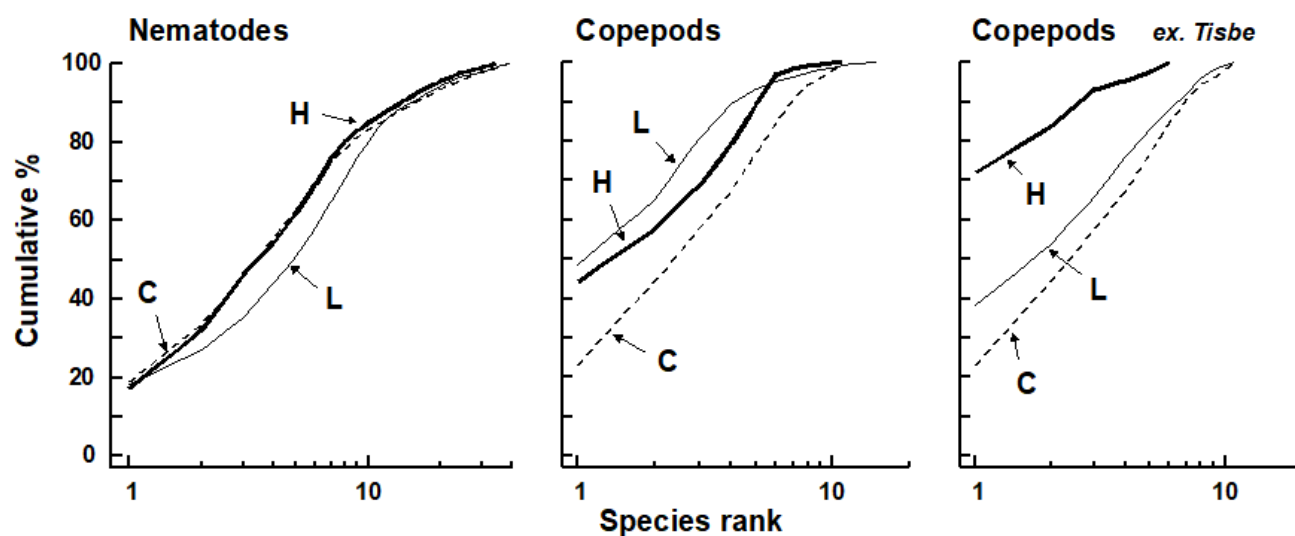 Nematodes
Copepods
Copepods ex. Tisbe
Cumulative %
100
80
60
40
20
0
H
C
L
1
10
L
H
C
1
10
H
L
C
1
10
Species rank